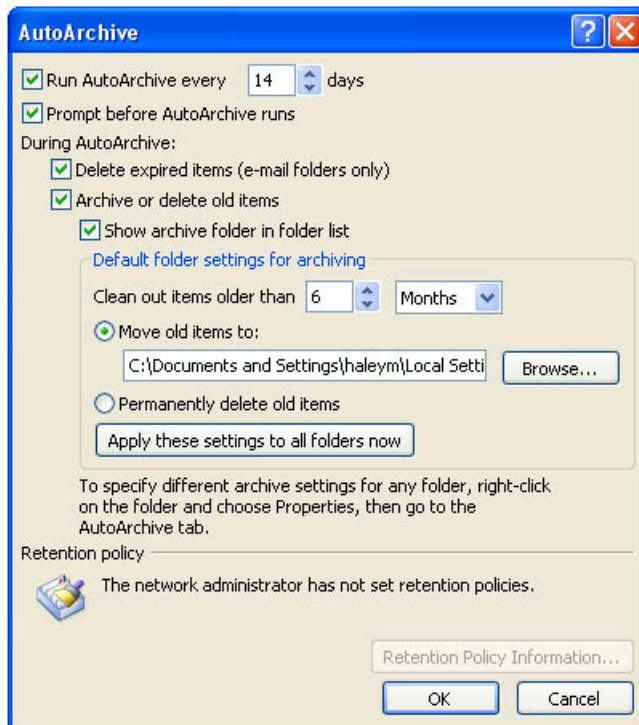 AutoArchive
Run AutoArchive every 14 days
Prompt before AutoArchive runs
During AutoArchive:
Delete expired items (e-mail folders only)
Archive or delete old items
Show archive folder in folder list
Default folder settings for archiving
Clean out items older than 6 Months
Move old items to:
C:\Documents and Settings\haleym\Local Setti Browse...
Permanently delete old items
Apply these settings to all folders now
To specify different archive settings for any folder, right-click
on the folder and choose Properties, then go to the
AutoArchive tab.
Retention policy
The network administrator has not set retention policies.
Retention Policy Information...
OK Cancel